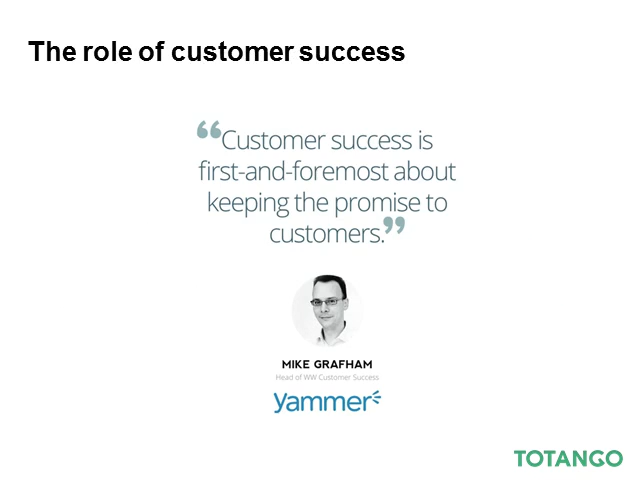 The role of customer success
“Customer success is
first-and-foremost about
keeping the promise to
customers.”
MIKE GRAFHAM
Head of WW Customer Success
yammer
TOTANGO